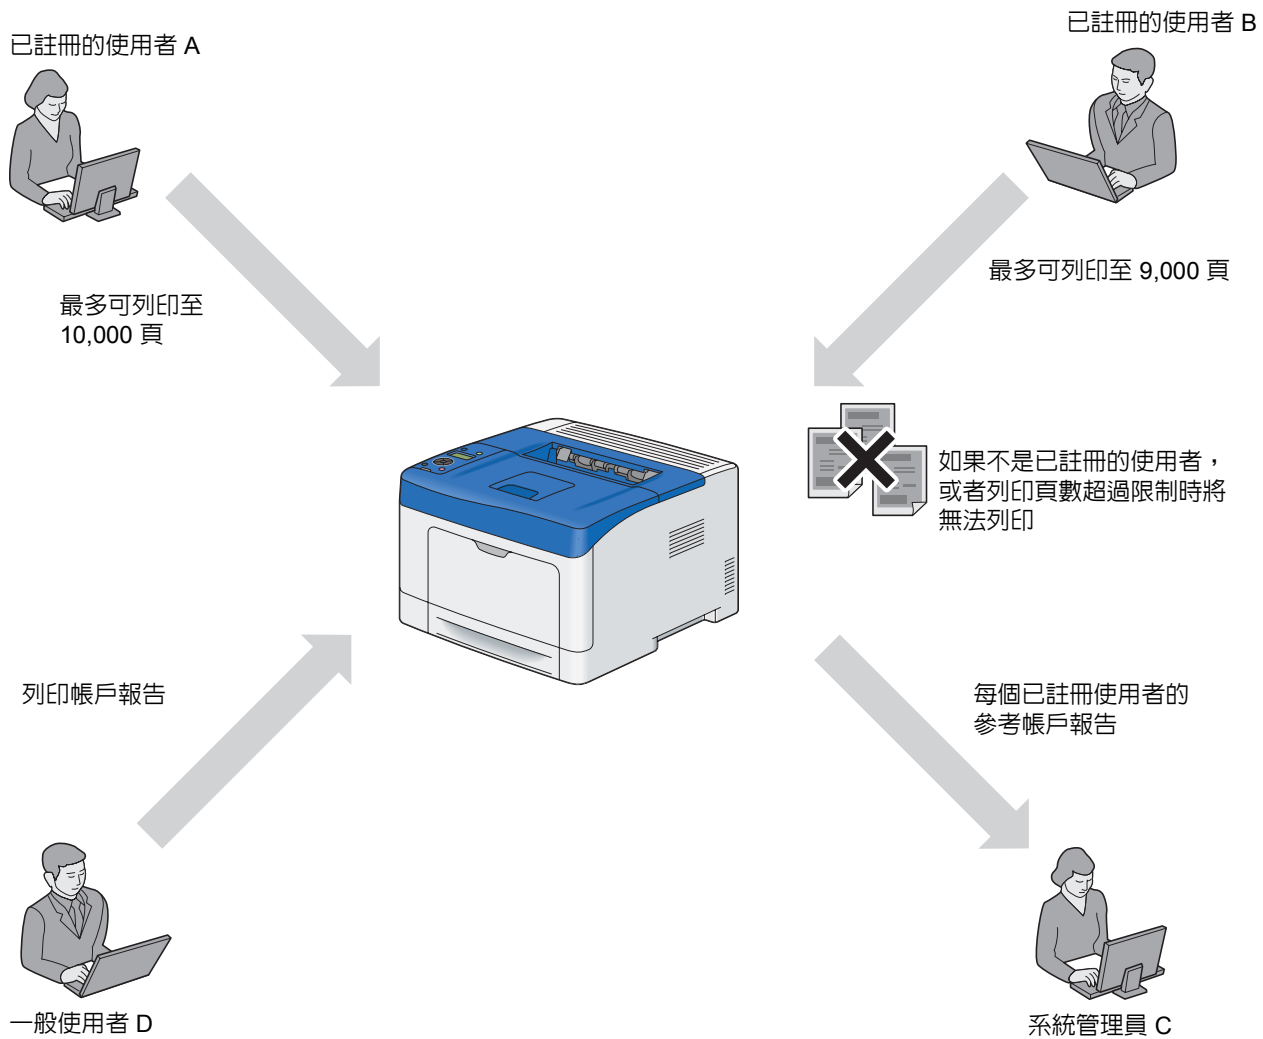 已註冊的使用者 A
已註冊的使用者 B
最多可列印至
10,000 頁
最多可列印至 9,000 頁
如果不是已註冊的使用者，
或者列印頁數超過限制時將
無法列印
列印帳戶報告
每個已註冊使用者的
參考帳戶報告
一般使用者 D
系統管理員 C